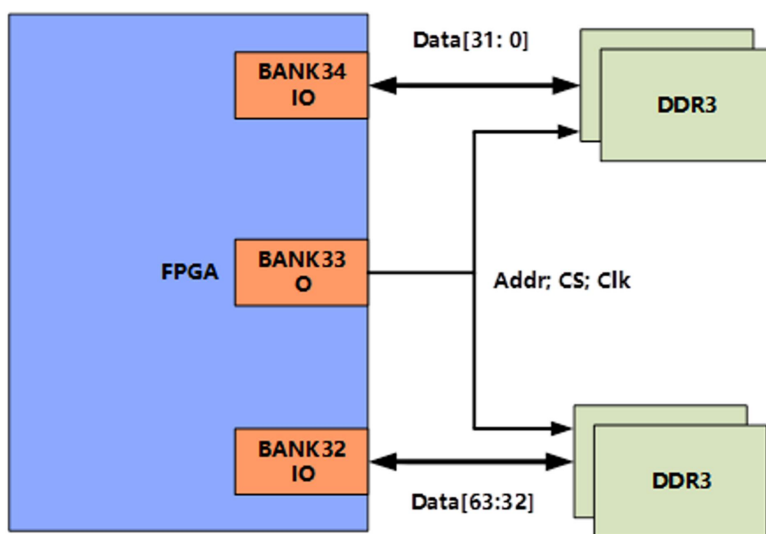 Data[31: 0]
BANK34
IO
DDR3
FPGA
BANK33
O
Addr; CS; Clk
BANK32
IO
DDR3
Data[63:32]